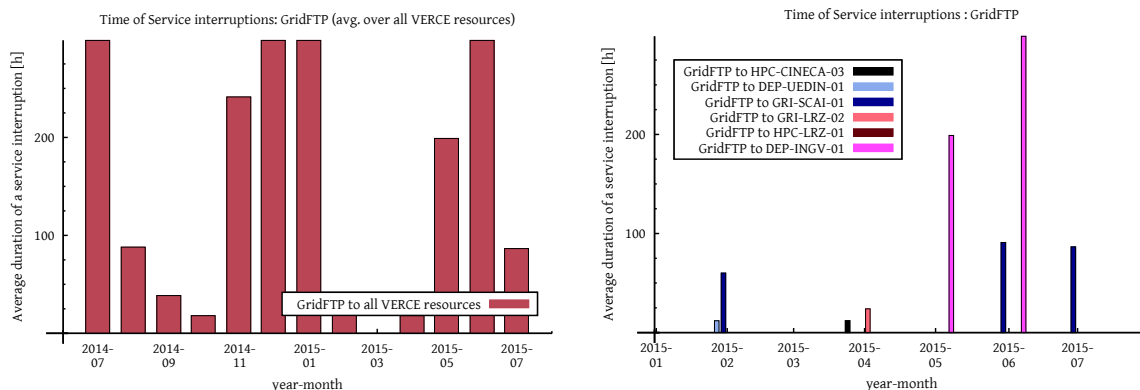 Time of Service interruptions: GridFTP (avg. over all VERCE resources)
Average duration of a service interruption [h]
200
100
GridFTP to all VERCE resources
2014-
07
2014-
09
2014-
11
2015-
01
2015-
03
2015-
05
2015-
07
year-month
Time of Service interruptions : GridFTP
Average duration of a service interruption [h]
GridFTP to HPC-CINECA-03
GridFTP to DEP-UEDIN-01
GridFTP to GRI-SCAI-01
GridFTP to GRI-LRZ-02
GridFTP to HPC-LRZ-01
GridFTP to DEP-INGV-01
200
100
2015-
01
2015-
02
2015-
03
2015-
04
2015-
05
2015-
06
2015-
07
year-month